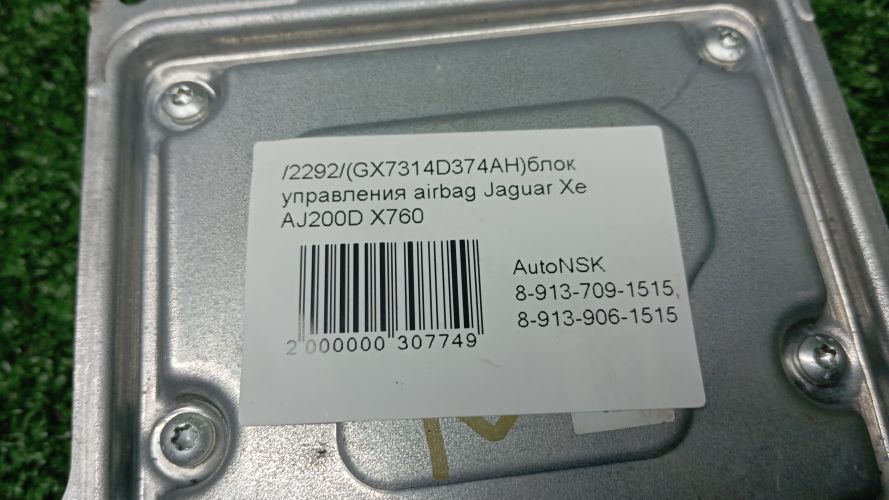 /2292/(GX7314D374AH)блок
управления airbag Jaguar Xe
AJ200D X760
AutoNSK
8-913-709-1515,
8-913-906-1515
2 000000 307749